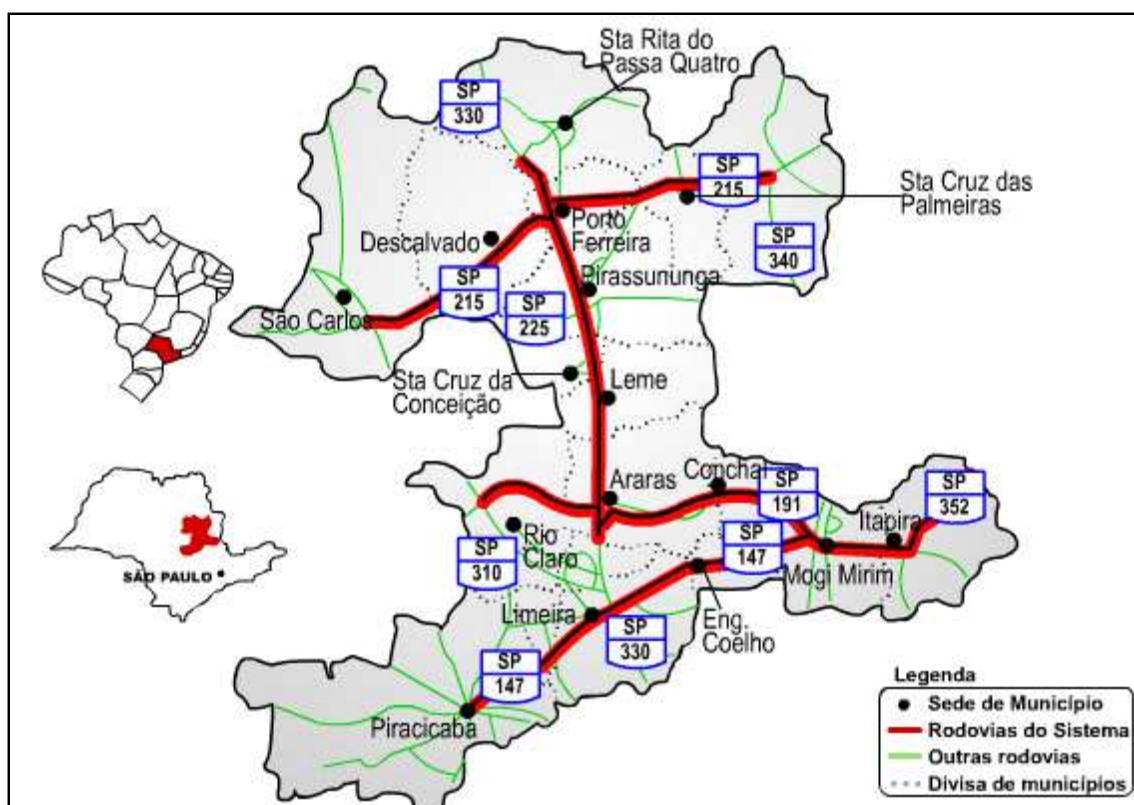 Sta Rita do
Passa Quatro
SP
330
SP
215
Sta Cruz das
Palmeiras
Porto
Ferreira
Descalvado
SP
340
Pirassununga
SP
215
SP
225
São Carlos
Sta Cruz da
Conceição
Leme
Araras
Conchal
SP
191
SP
352
Itapira
Rio
Claro
SP
147
SP
310
Mogi Mirim
SÃO PAULO
Limeira
Eng.
Coelho
SP
330
SP
147
Piracicaba
Legenda
Sede de Município
Rodovias do Sistema
Outras rodovias
Divisa de municípios